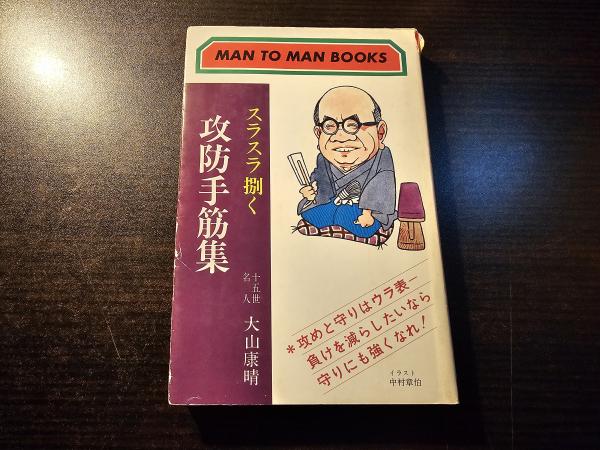 MAN TO MAN BOOKS
スラスラ捌く
攻防手筋集
十五世
名人
大山康晴
*攻めと守りはウラ表―
負けを減らしたいなら
守りにも強くなれ!
イラスト
中村章伯